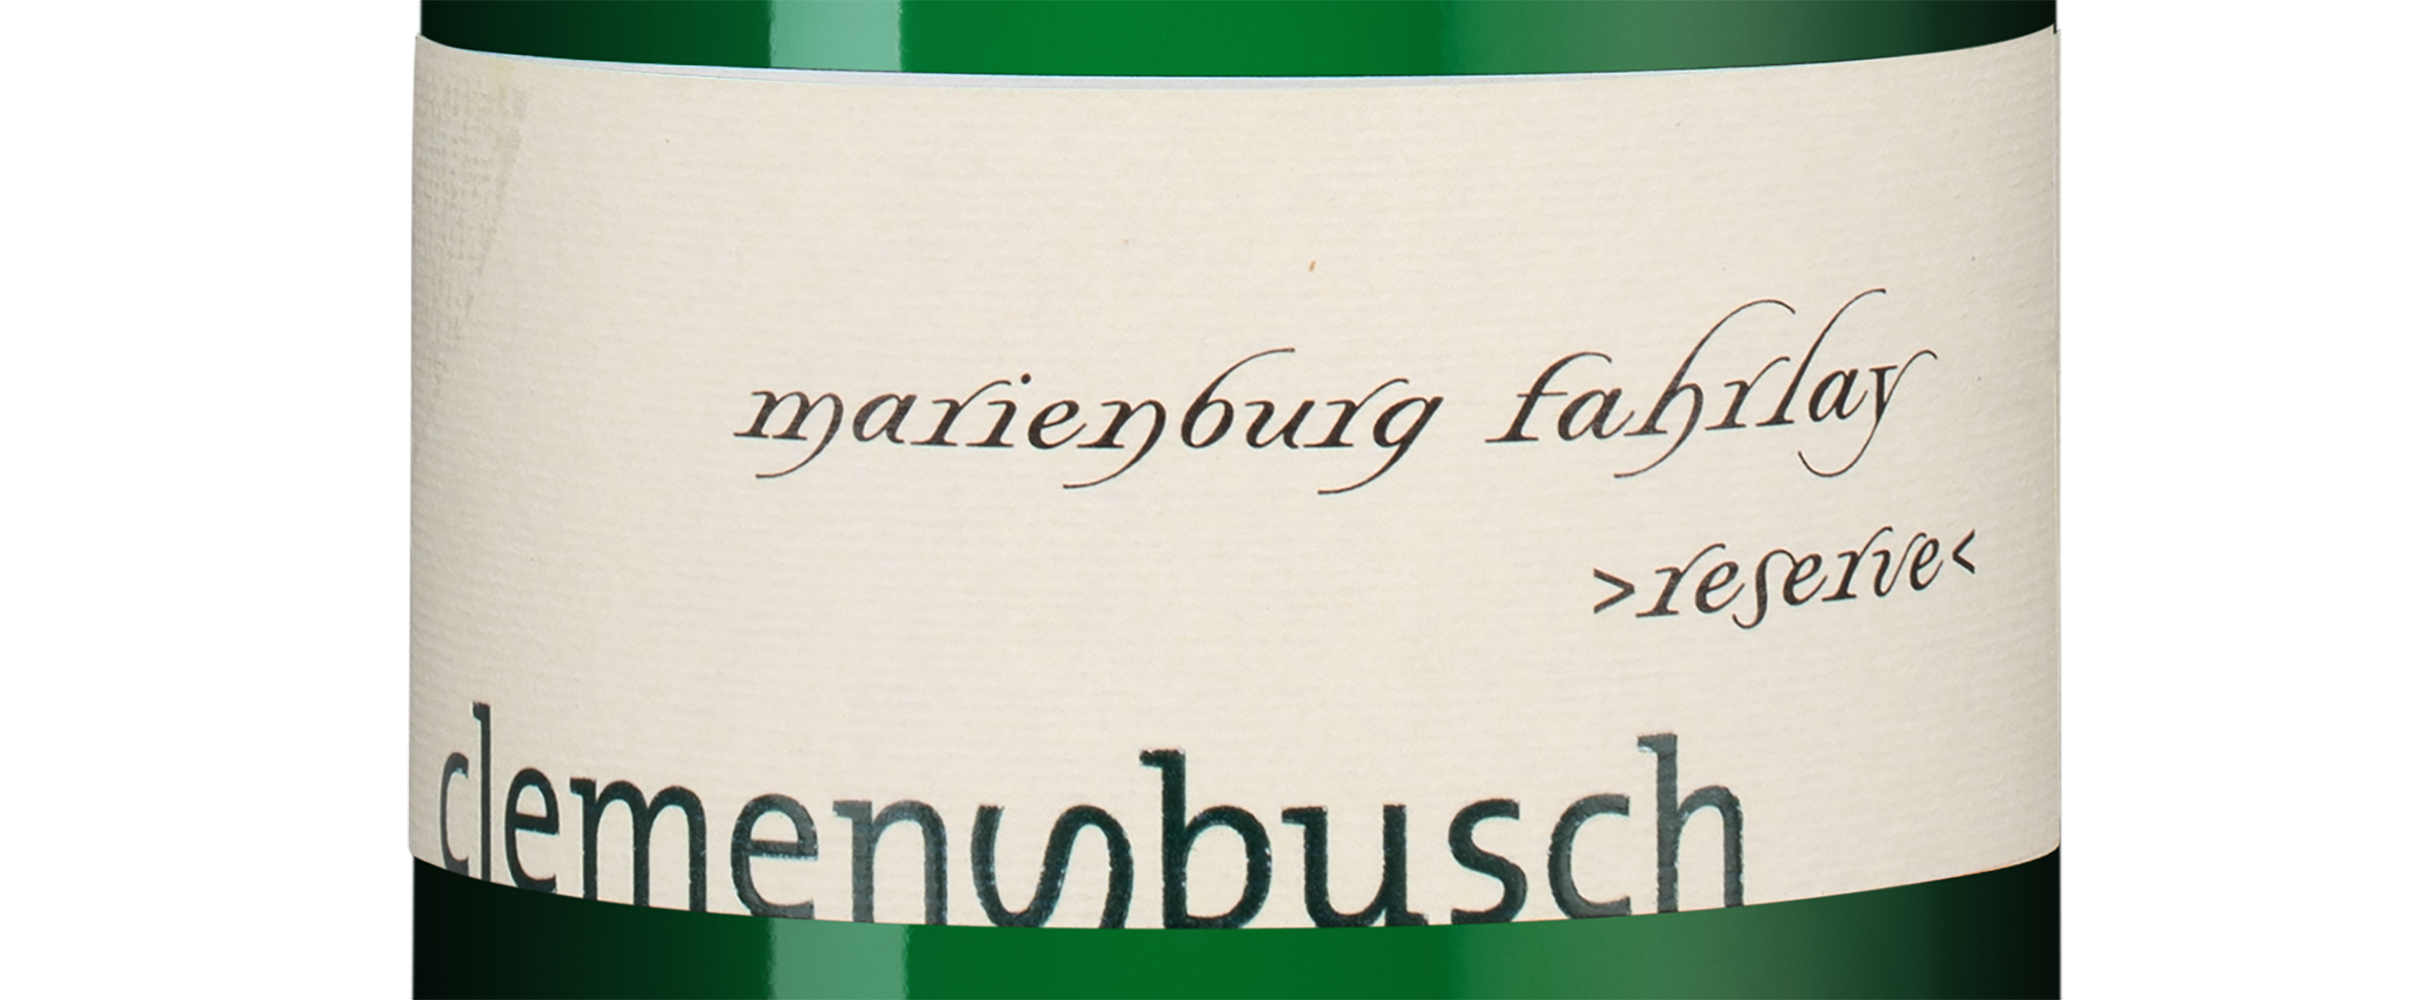 marienburg fahrlay
>reserve<
clemensbusch